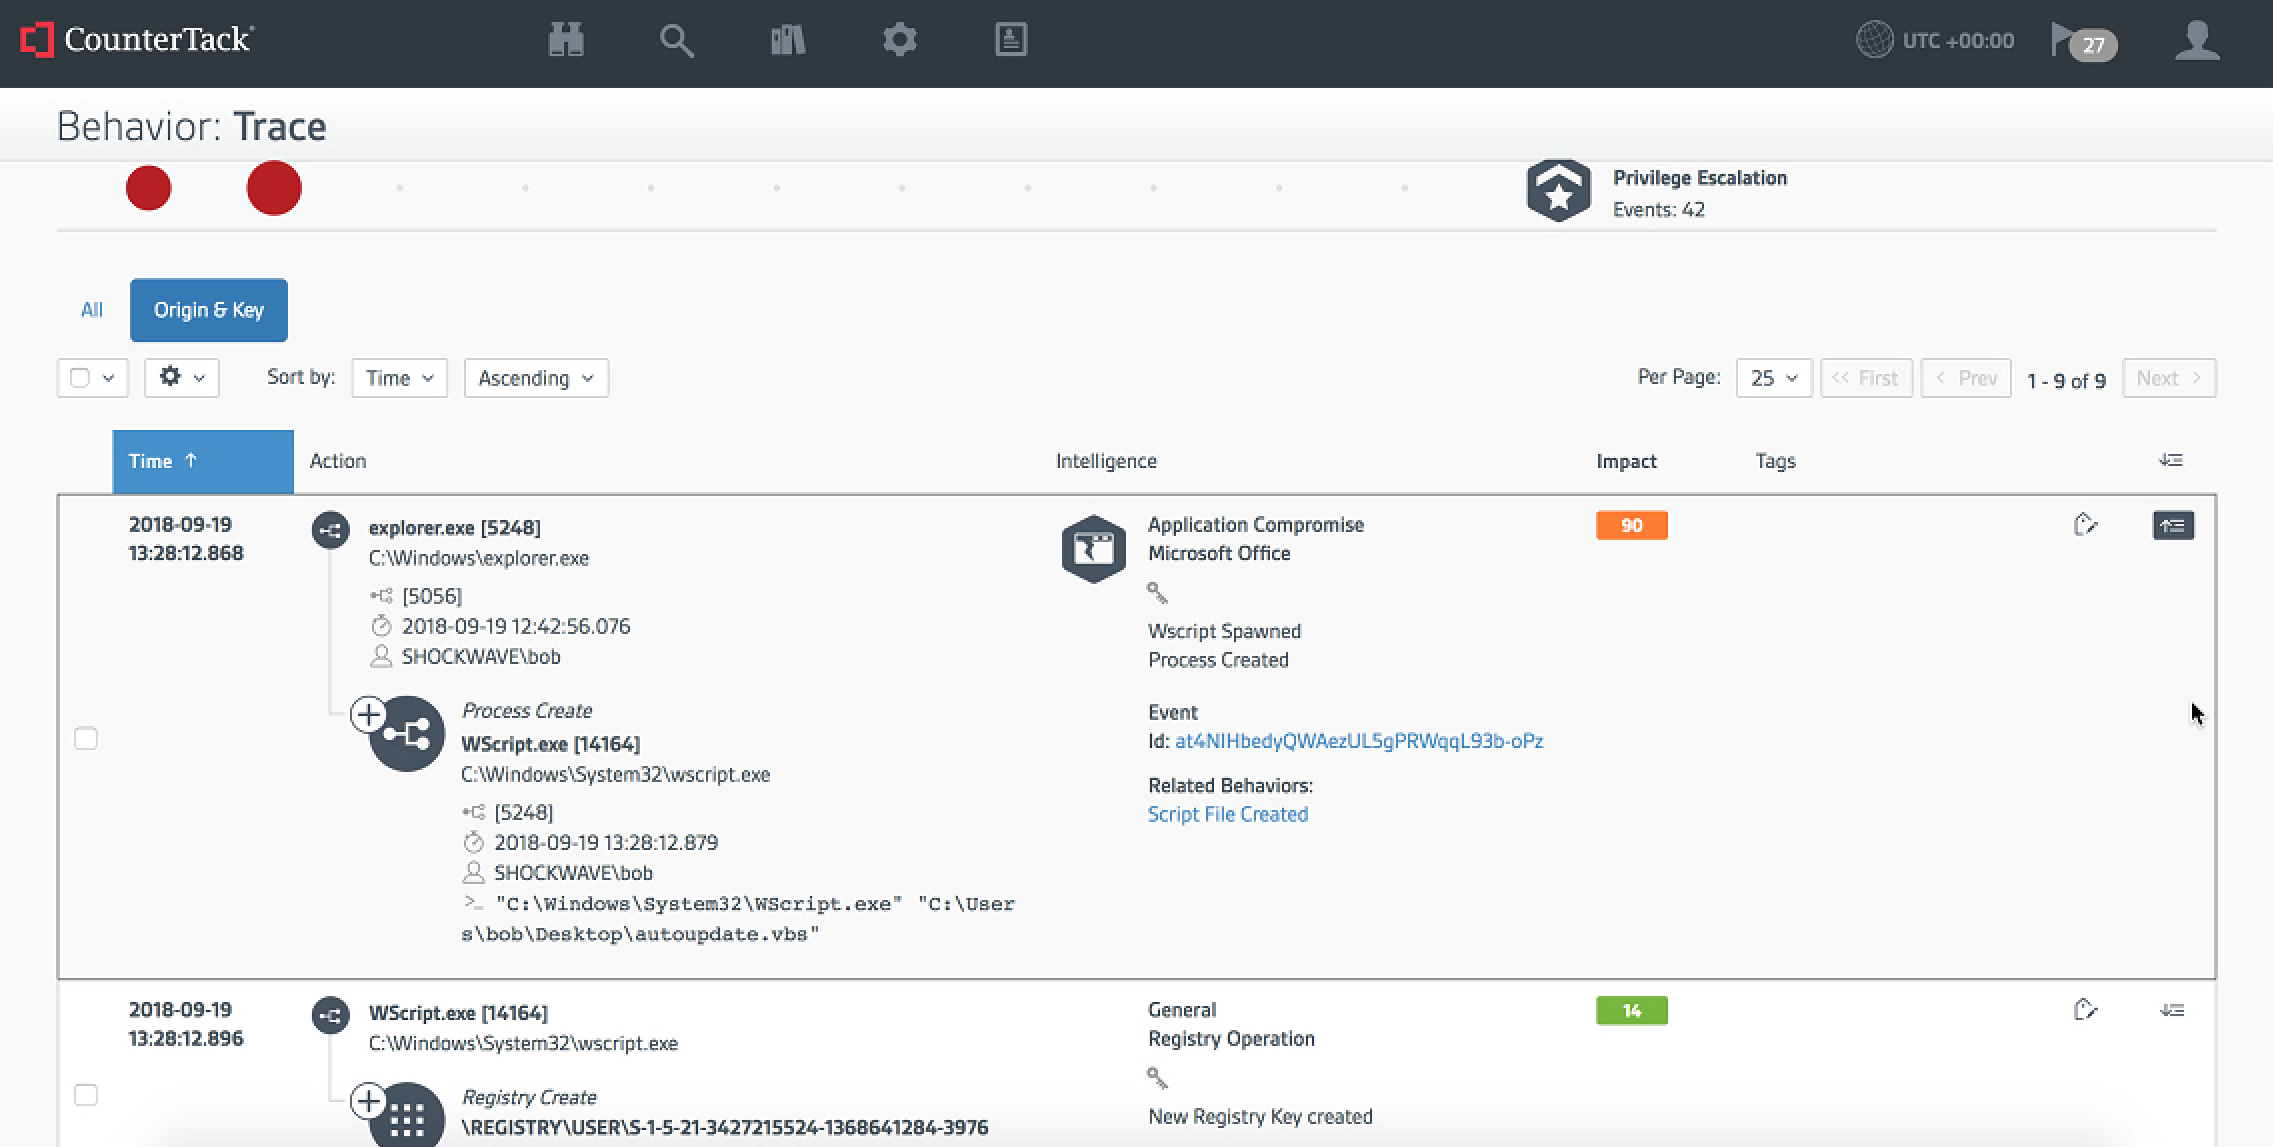 CounterTack
UTC +00:00
27
Behavior: Trace
Privilege Escalation
Events: 42
All
Origin & Key
Sort by:
Time
Ascending
Per Page:
25
<< First
< Prev
1 - 9 of 9
Next >
Time ↑
Action
Intelligence
Impact
Tags
2018-09-19
13:28:12.868
explorer.exe [5248]
C:\Windows\explorer.exe
[5056]
2018-09-19 12:42:56.076
SHOCKWAVE\bob
Process Create
WScript.exe [14164]
C:\Windows\System32\wscript.exe
[5248]
2018-09-19 13:28:12.879
SHOCKWAVE\bob
>_ "C:\Windows\System32\WScript.exe" "C:\User
s\bob\Desktop\autoupdate.vbs"
Application Compromise
Microsoft Office
Wscript Spawned
Process Created
Event
Id: at4NIHbedyQWAezUL5gPRWqqL93b-oPz
Related Behaviors:
Script File Created
90
2018-09-19
13:28:12.896
WScript.exe [14164]
C:\Windows\System32\wscript.exe
Registry Create
\REGISTRY\USER\S-1-5-21-3427215524-1368641284-3976
General
Registry Operation
New Registry Key created
14